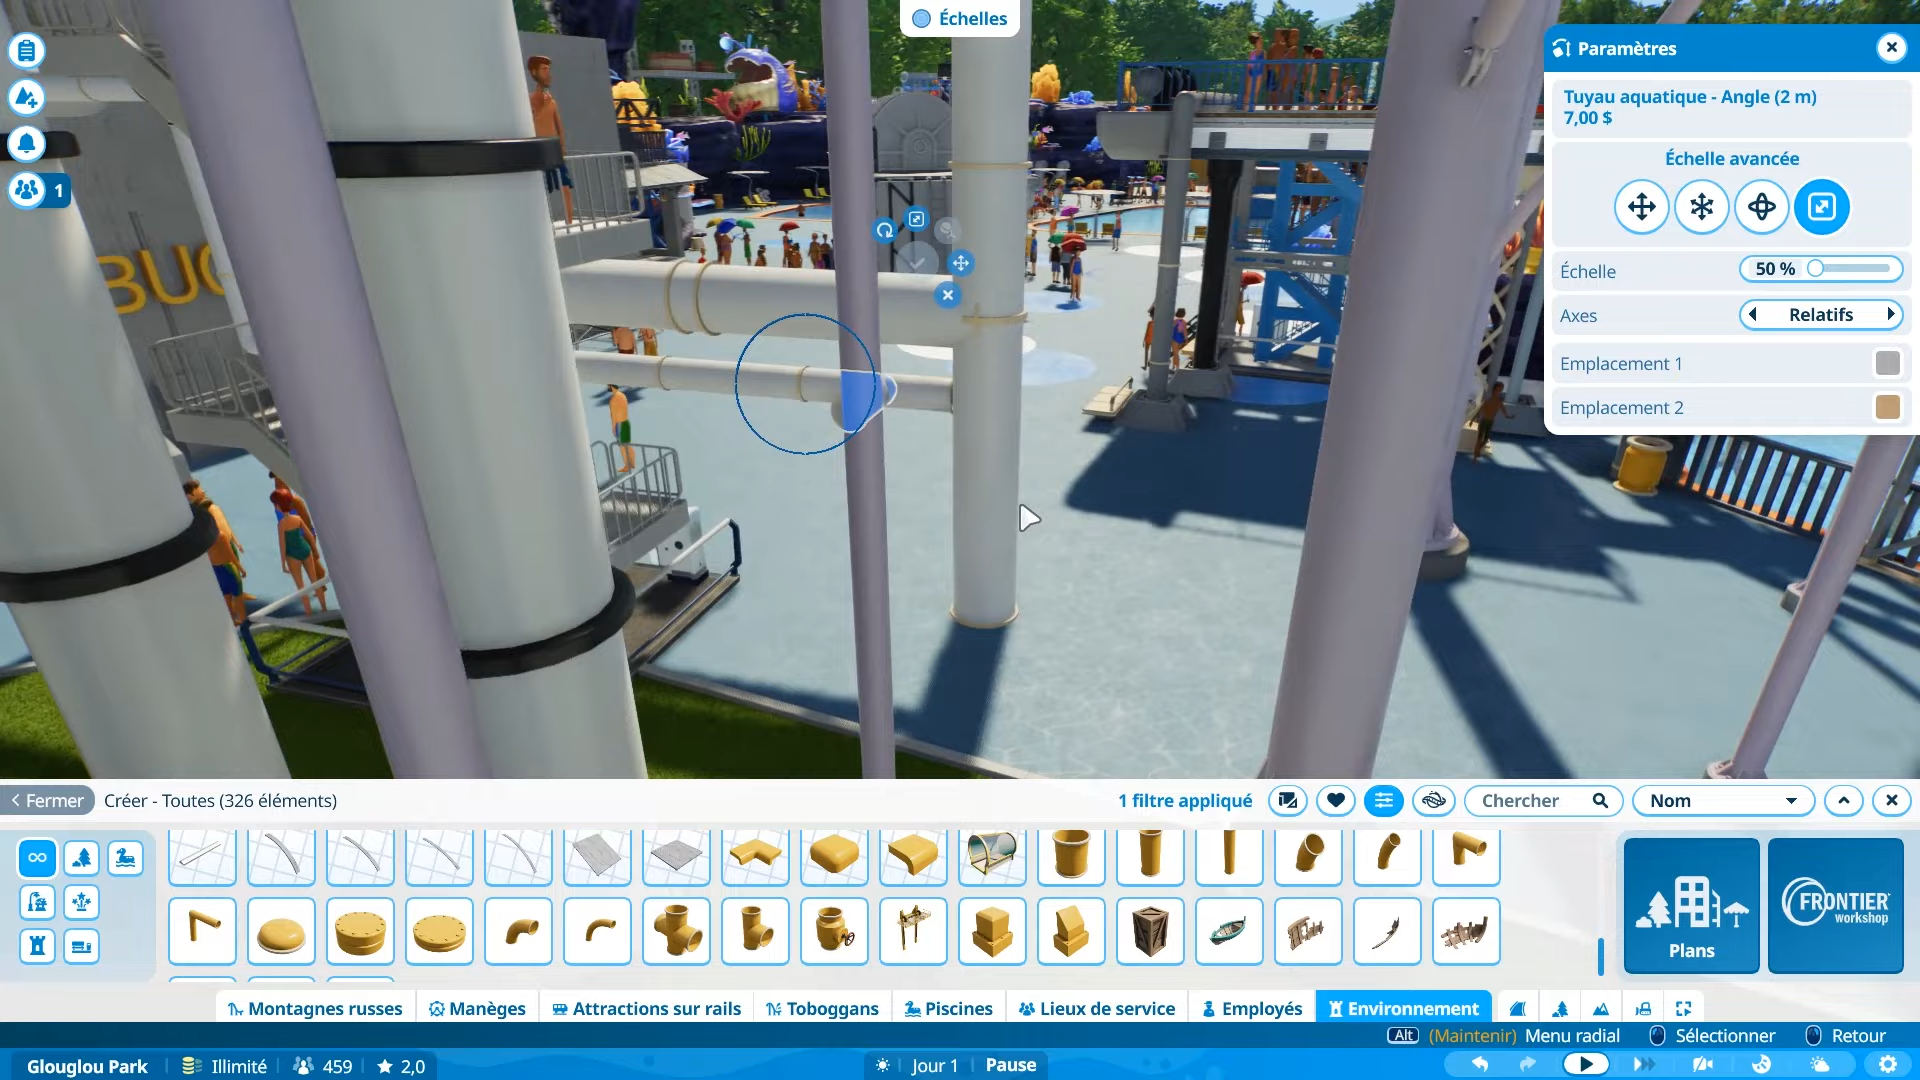 Échelles
1
BUG
Paramètres
Tuyau aquatique - Angle (2 m)
7,00 $
Échelle avancée
Échelle
50 %
Axes
Relatifs
Emplacement 1
Emplacement 2
Fermer
Créer - Toutes (326 éléments)
1 filtre appliqué
Chercher
Nom
Plans
FRONTIER
workshop
Montagnes russes
Manèges
Attractions sur rails
Toboggans
Piscines
Lieux de service
Employés
Environnement
Alt
(Maintenir) Menu radial
Sélectionner
Retour
Glouglou Park
Illimité
459
2,0
Jour 1
Pause